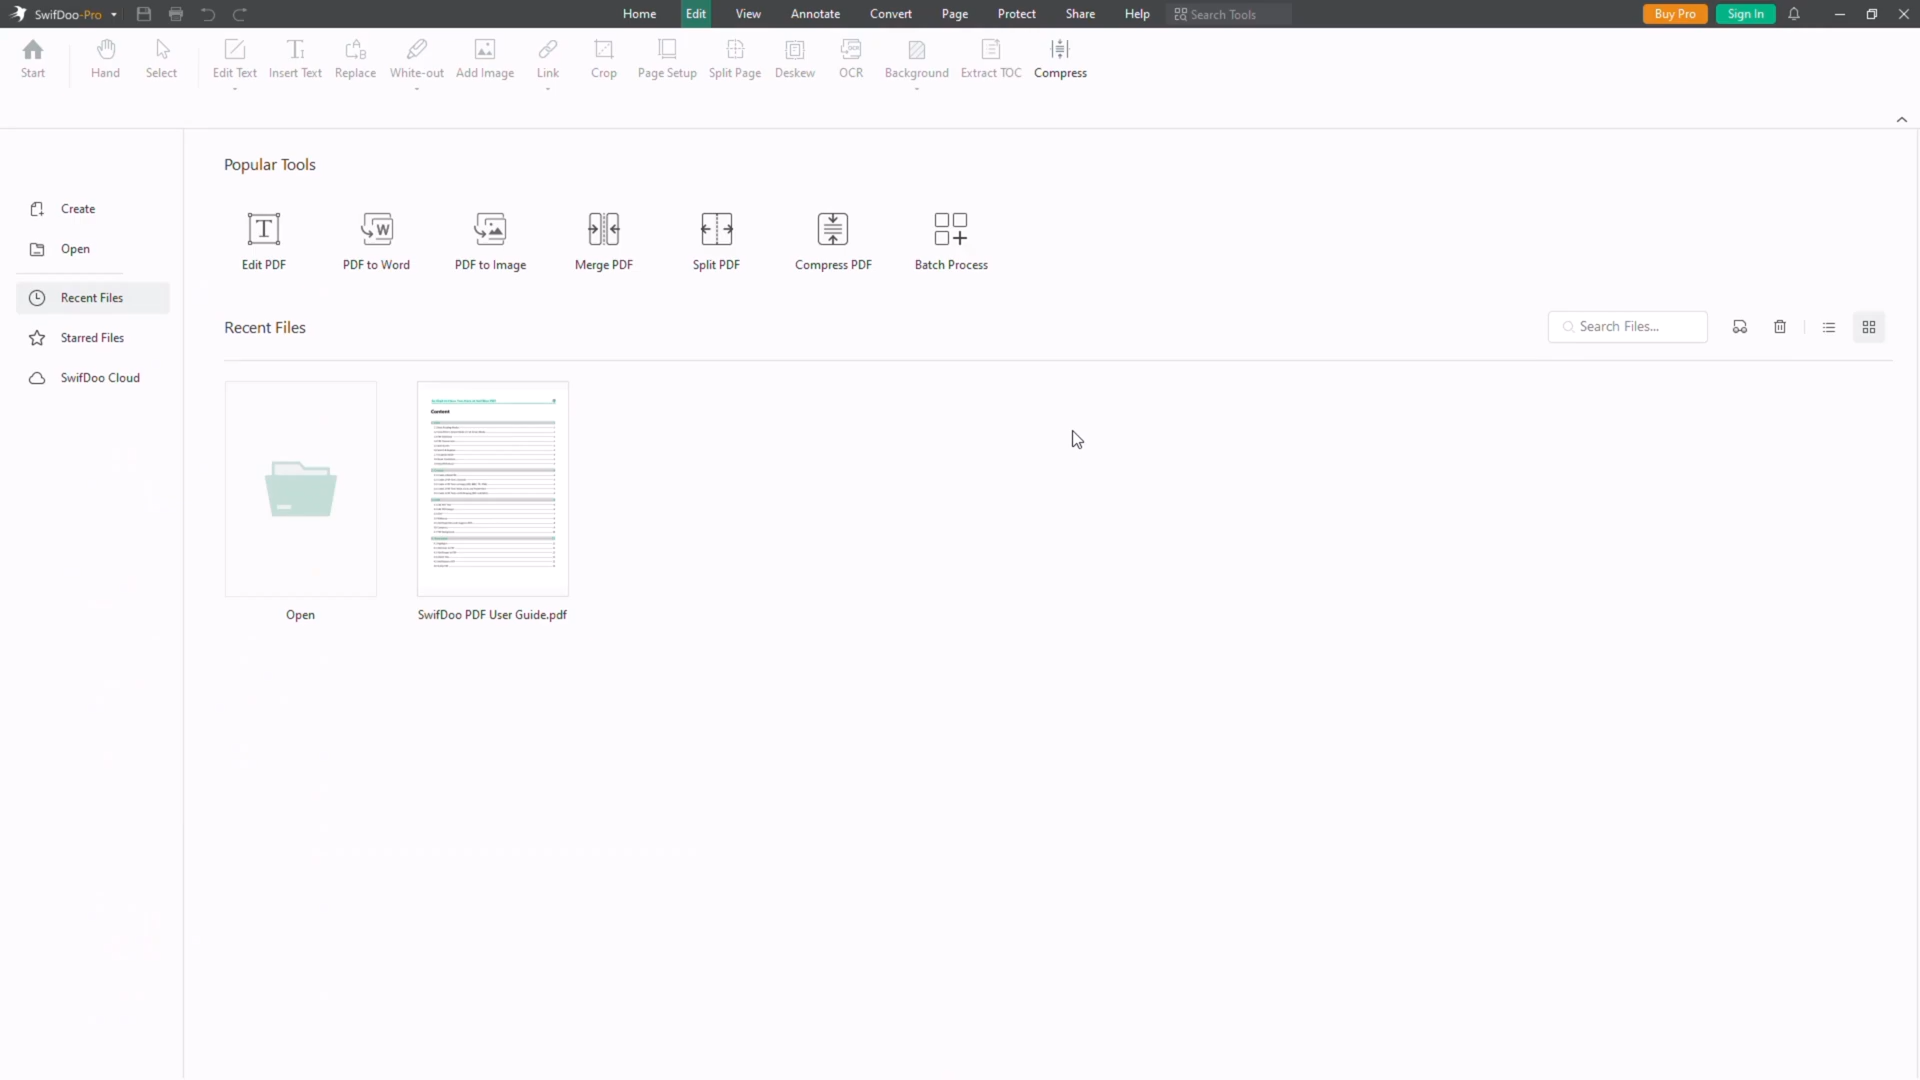 SwifDoo-Pro
Home Edit View Annotate Convert Page Protect Share Help Search Tools
Buy Pro Sign In
Start Hand Select Edit Text Insert Text Replace White-out Add Image Link Crop Page Setup Split Page Deskew OCR Background Extract TOC Compress
Create
Open
Recent Files
Starred Files
SwifDoo Cloud
Popular Tools
Edit PDF PDF to Word PDF to Image Merge PDF Split PDF Compress PDF Batch Process
Recent Files
Search Files...
Content
Open
SwifDoo PDF User Guide.pdf